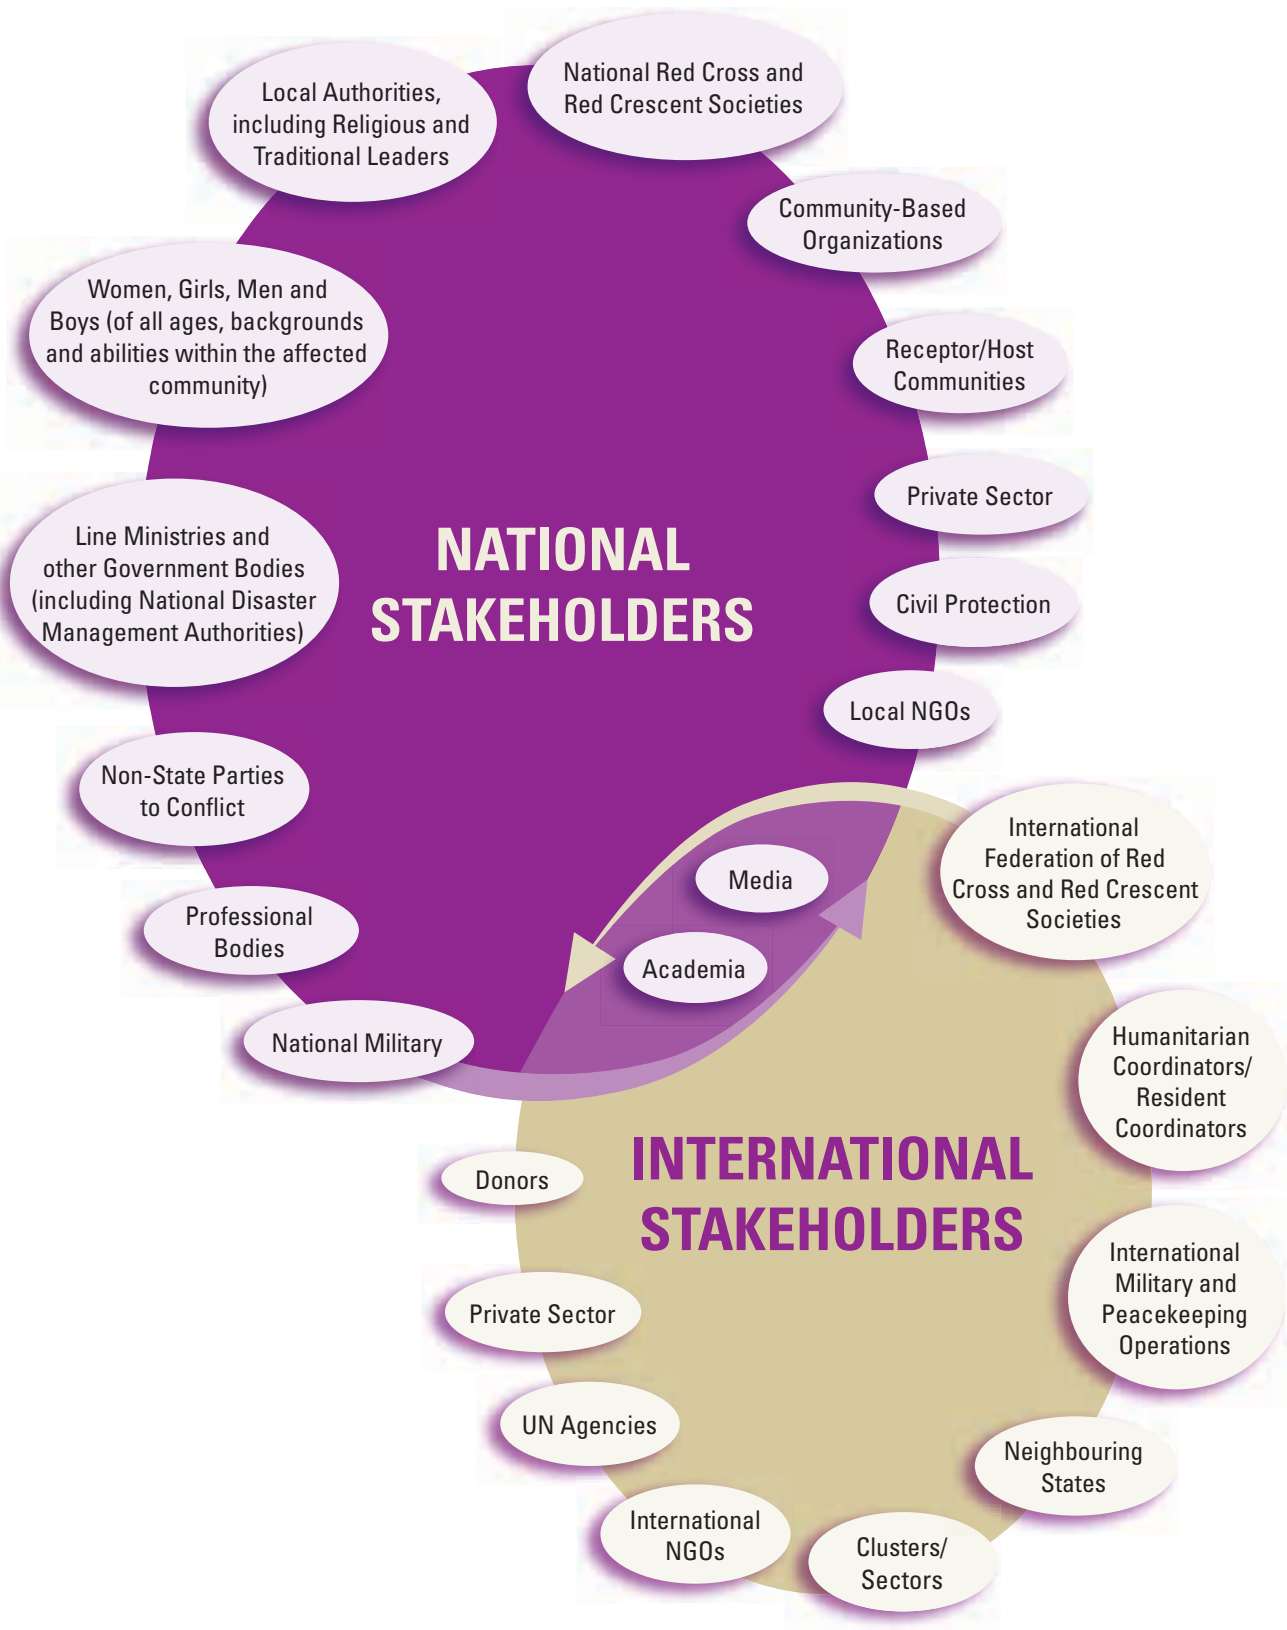 National Red Cross and
Red Crescent Societies
Local Authorities,
including Religious and
Traditional Leaders
Community-Based
Organizations
Women, Girls, Men and
Boys (of all ages, backgrounds
and abilities within the affected
community)
Receptor/Host
Communities
Private Sector
Line Ministries and
other Government Bodies
(including National Disaster
Management Authorities)
NATIONAL
STAKEHOLDERS
Civil Protection
Local NGOs
Non-State Parties
to Conflict
Professional
Bodies
National Military
Media
Academia
International
Federation of Red
Cross and Red Crescent
Societies
Humanitarian
Coordinators/
Resident
Coordinators
INTERNATIONAL
STAKEHOLDERS
Donors
International
Military and
Peacekeeping
Operations
Private Sector
UN Agencies
Neighbouring
States
International
NGOs
Clusters/
Sectors